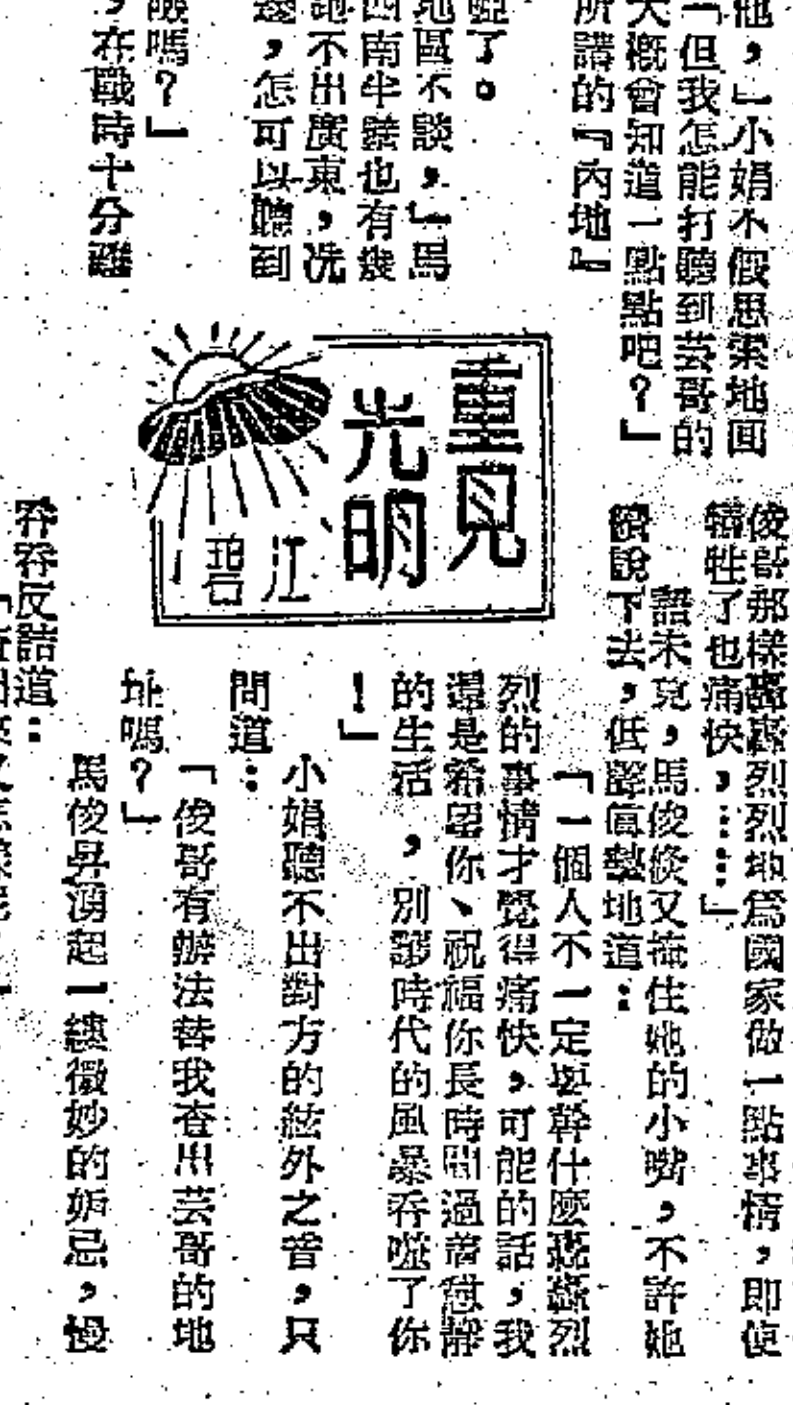 他，」小娟不假思索地回
「但我怎能打聽到芸哥的
大概會知道一點點吧？」
所講的『內地』
啞了。
地區不談，」馬
西南半壁也有幾
跑不出廣東，冼
邊，怎可以聽到
險嗎？」
，在戰時十分難
重見
光明
江碧
俊哥那樣轟轟烈烈地爲國家做一點事情，即使
犧牲了也痛快，……」
語未竟，馬俊又掩住她的小嘴，不許她
續說下去，低聲眞摯地道：
「一個人不一定要幹什麼轟轟烈
烈的事情才覺得痛快，可能的話，我
還是希望你、祝福你長時間過着恬靜
的生活，別讓時代的風暴吞噬了你
！」
小娟聽不出對方的絃外之音，只
問道：
「俊哥有辦法替我查出芸哥的地
址嗎？」
馬俊昇湧起一縷微妙的妒忌，慢
吞吞反詰道：